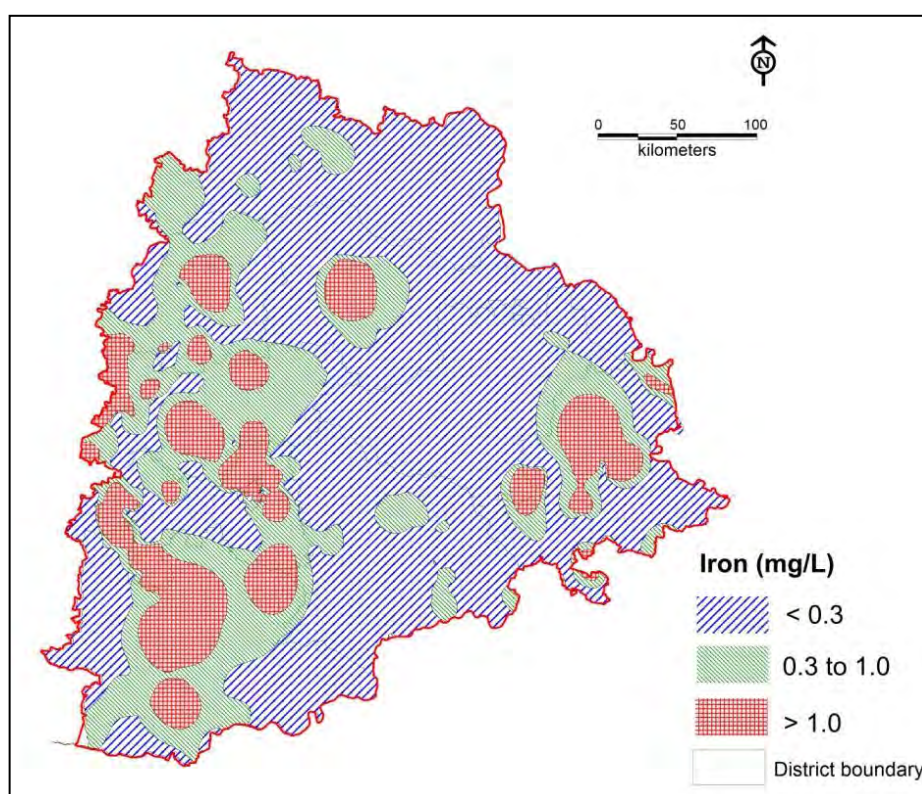 N
0 50 100
kilometers
Iron (mg/L)
< 0.3
0.3 to 1.0
> 1.0
District boundary